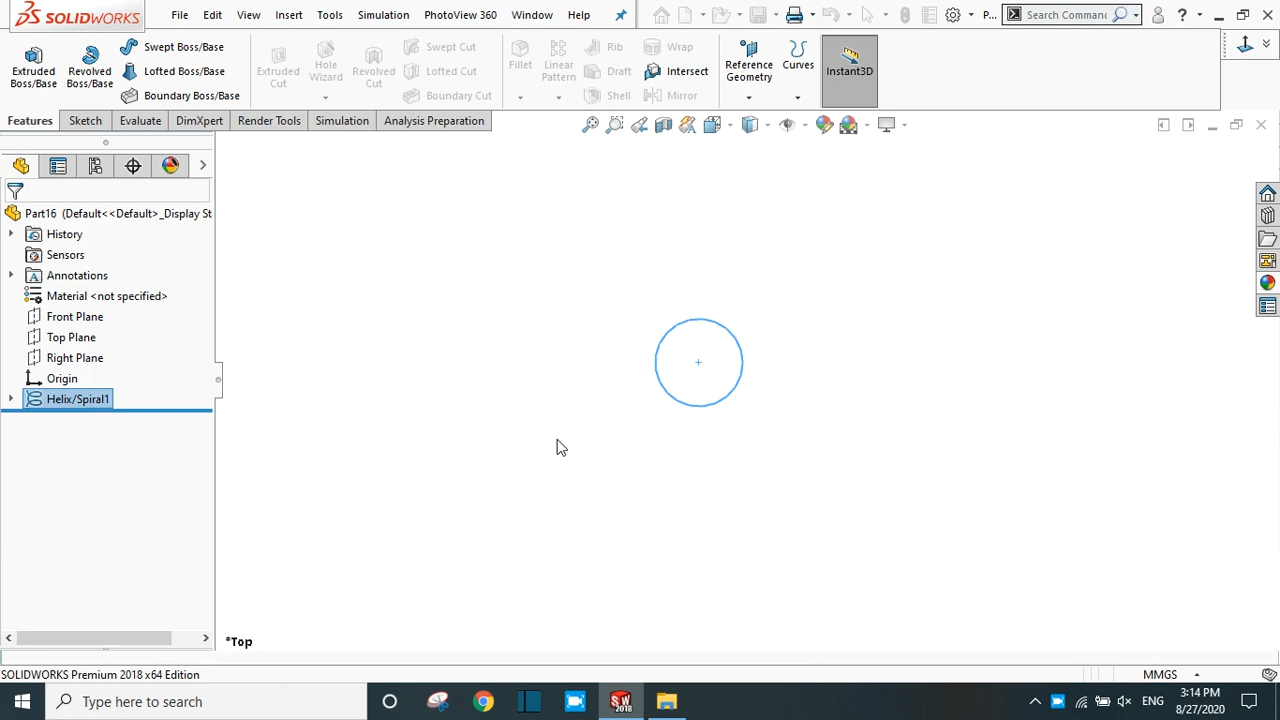 SOLIDWORKS
File Edit View Insert Tools Simulation PhotoView 360 Window Help
P...
Search Commanc
Extruded Boss/Base
Revolved Boss/Base
Swept Boss/Base
Lofted Boss/Base
Boundary Boss/Base
Extruded Cut
Hole Wizard
Revolved Cut
Swept Cut
Lofted Cut
Boundary Cut
Fillet
Linear Pattern
Rib
Draft
Shell
Wrap
Intersect
Mirror
Reference Geometry
Curves
Instant3D
Features Sketch Evaluate DimXpert Render Tools Simulation Analysis Preparation
Part16 (Default<<Default>_Display St
History
Sensors
A Annotations
Material <not specified>
Front Plane
Top Plane
Right Plane
Origin
Helix/Spiral1
*Top
SOLIDWORKS Premium 2018 x64 Edition
MMGS
Type here to search
SW 2018
ENG
3:14 PM
8/27/2020